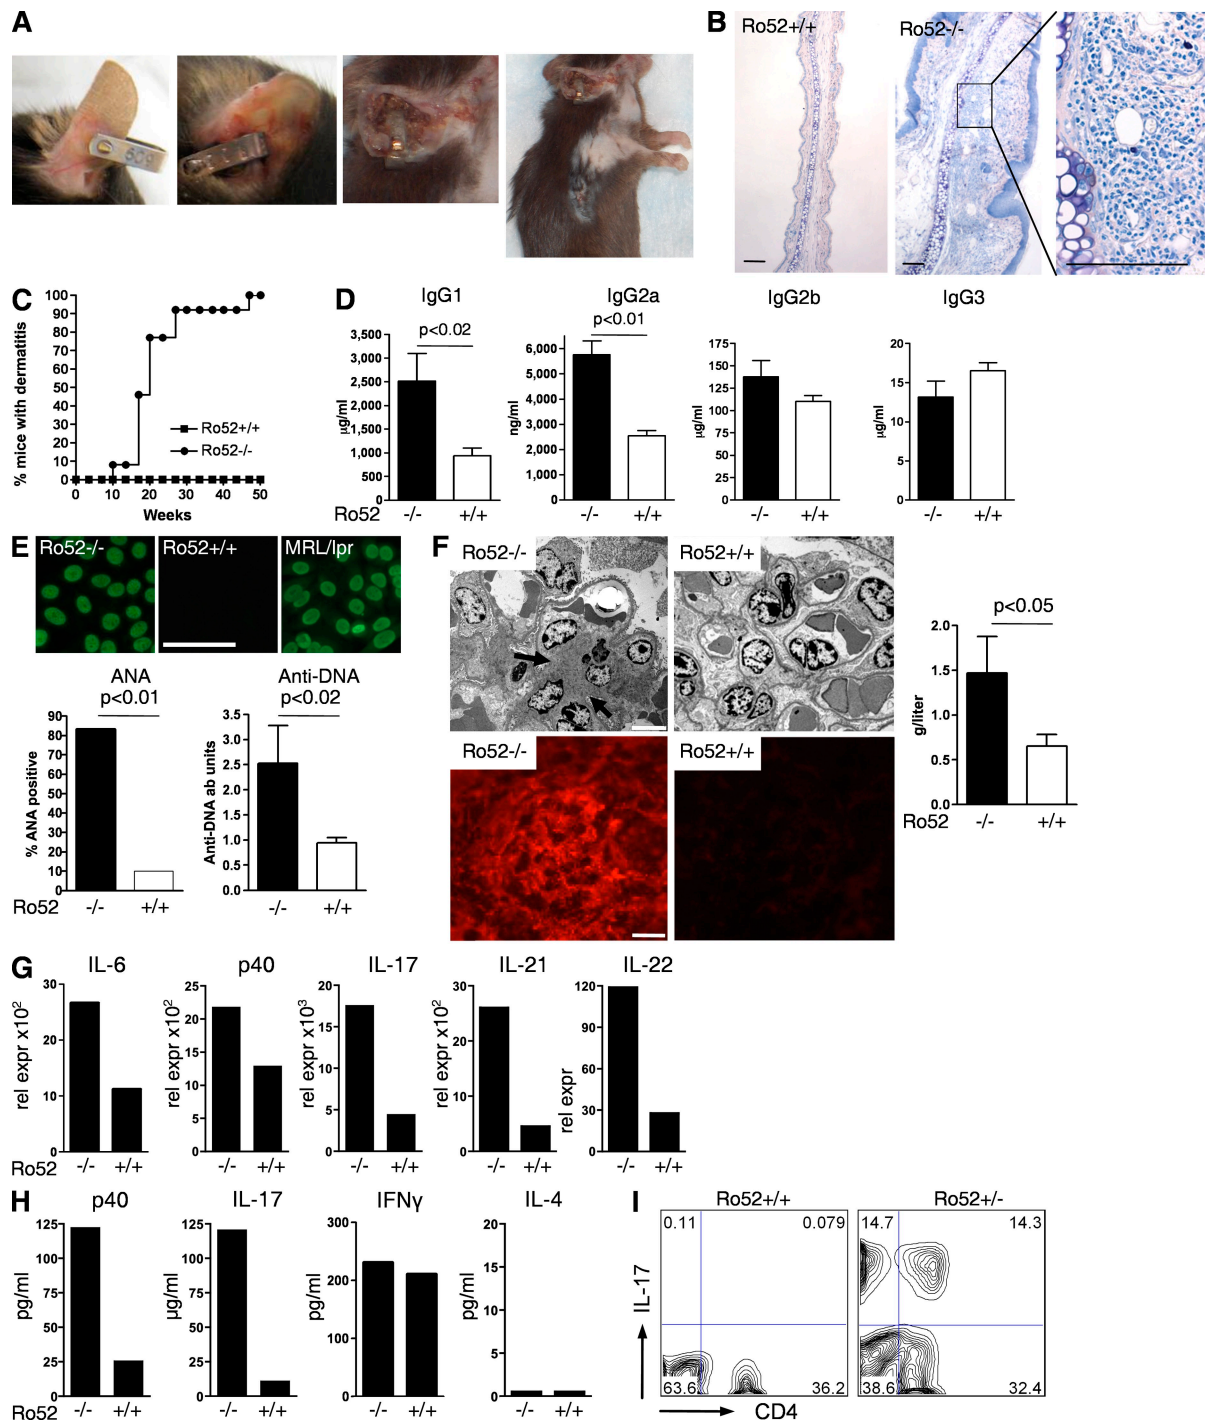 A
B
Ro52+/+
Ro52-/-
C
% mice with dermatitis
100
90
80
70
60
50
40
30
20
10
0
Ro52+/+
Ro52-/-
0
10
20
30
40
50
Weeks
D
IgG1
p<0.02
µg/ml
3,500
3,000
2,500
2,000
1,500
1,000
500
0
Ro52
-/-
+/+
IgG2a
p<0.01
ng/ml
6,000
5,000
4,000
3,000
2,000
1,000
0
-/-
+/+
IgG2b
µg/ml
175
150
125
100
75
50
25
0
-/-
+/+
IgG3
µg/ml
20
15
10
5
0
-/-
+/+
E
Ro52-/-
Ro52+/+
MRL/lpr
ANA
p<0.01
% ANA positive
90
80
70
60
50
40
30
20
10
0
Ro52
-/-
+/+
Anti-DNA
p<0.02
Anti-DNA ab units
3.5
3.0
2.5
2.0
1.5
1.0
0.5
0.0
-/-
+/+
F
Ro52-/-
Ro52+/+
Ro52-/-
Ro52+/+
p<0.05
g/liter
2.0
1.5
1.0
0.5
0.0
Ro52
-/-
+/+
G
IL-6
rel expr x10²
30
20
10
0
Ro52
-/-
+/+
p40
rel expr x10²
25
20
15
10
5
0
-/-
+/+
IL-17
rel expr x10³
20
15
10
5
0
-/-
+/+
IL-21
rel expr x10²
30
20
10
0
-/-
+/+
IL-22
rel expr
120
90
60
30
0
-/-
+/+
H
p40
pg/ml
125
100
75
50
25
0
Ro52
-/-
+/+
IL-17
µg/ml
125
100
75
50
25
0
-/-
+/+
IFNγ
pg/ml
300
200
100
0
-/-
+/+
IL-4
pg/ml
20
15
10
5
0
-/-
+/+
I
Ro52+/+
Ro52+/-
0.11
0.079
63.6
36.2
14.7
14.3
38.6
32.4
IL-17
CD4